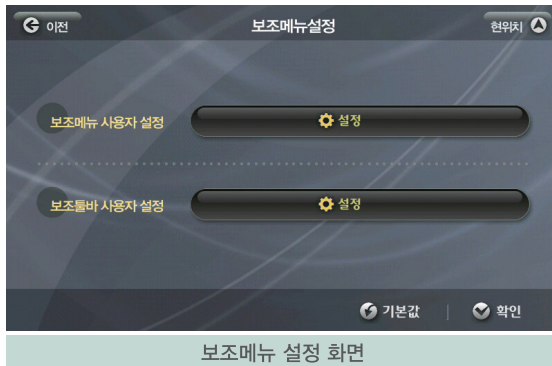 이전 보조메뉴설정 현위치
보조메뉴 사용자 설정 설정
보조툴바 사용자 설정 설정
기본값 확인
보조메뉴 설정 화면